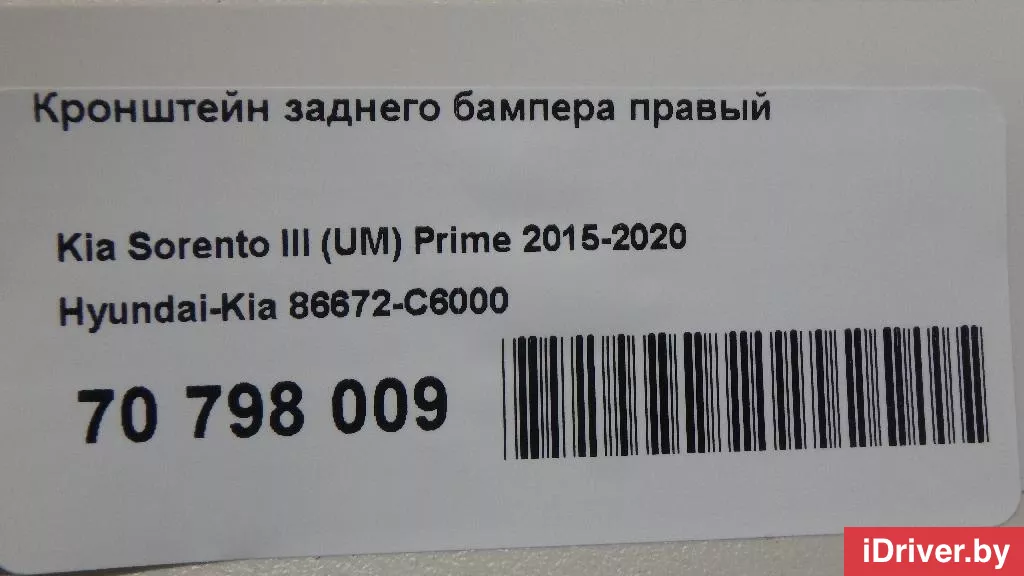 Кронштейн заднего бампера правый
Kia Sorento III (UM) Prime 2015-2020
Hyundai-Kia 86672-C6000
70 798 009
iDriver.by